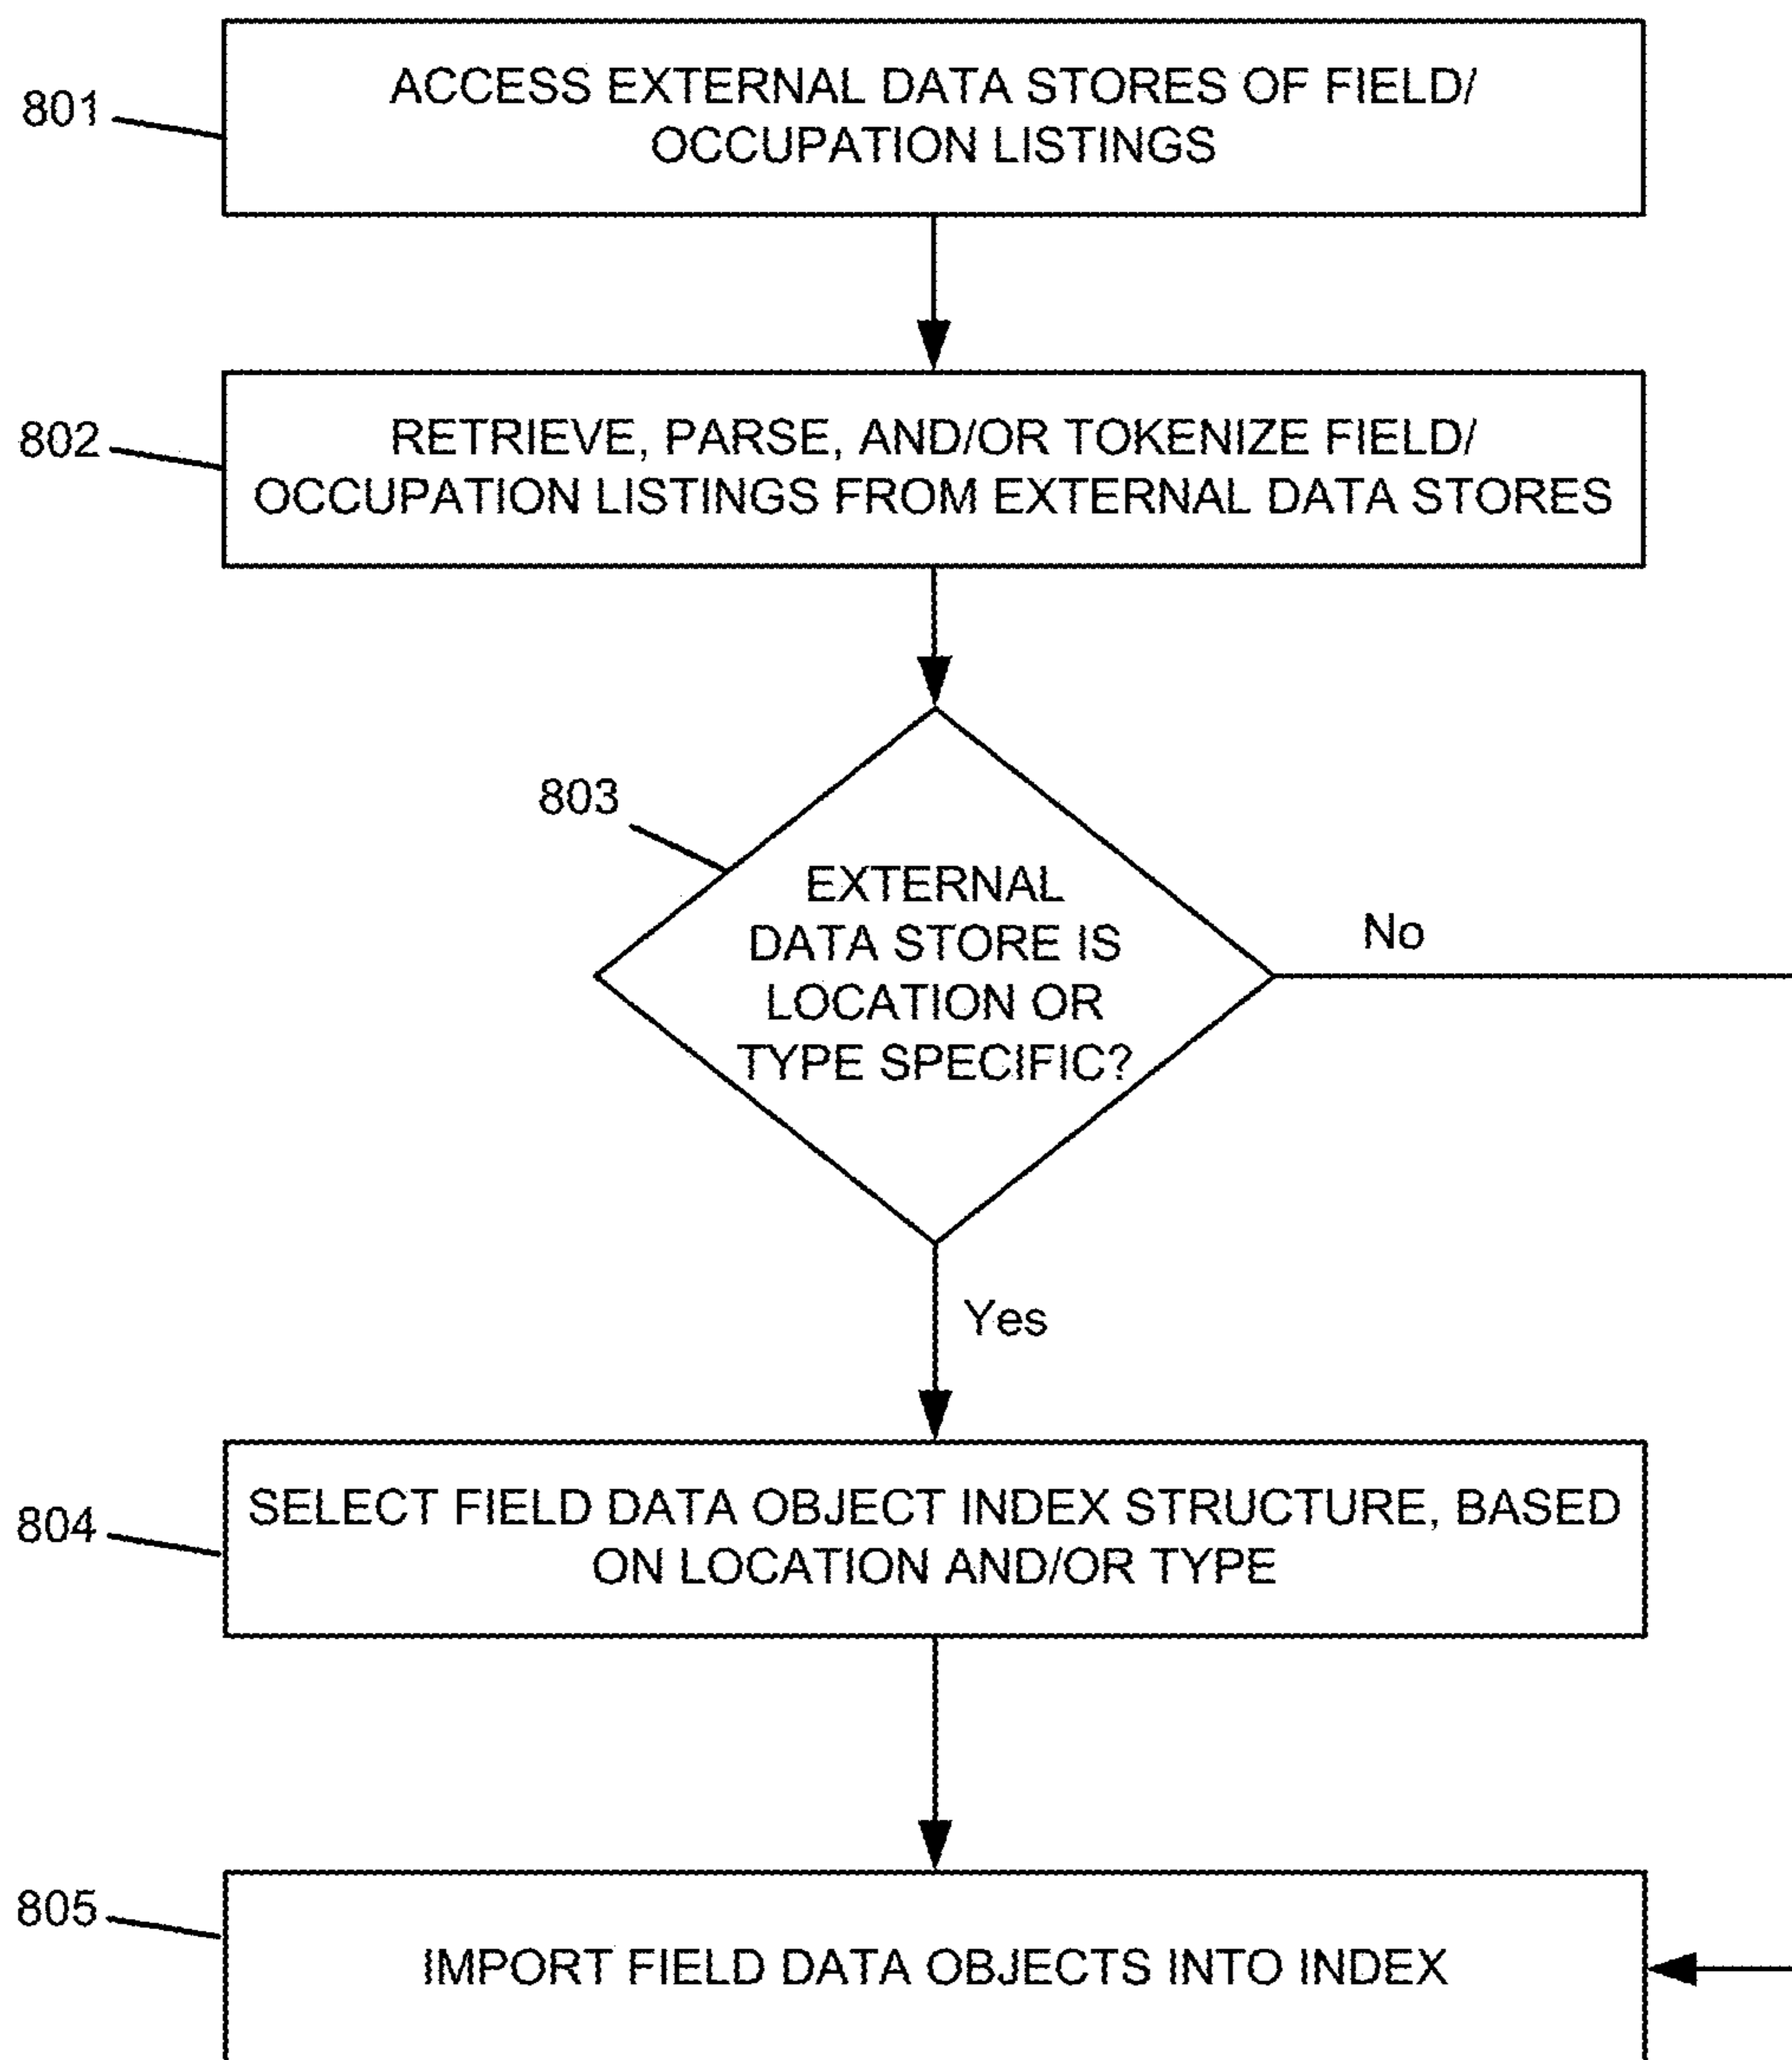 801
ACCESS EXTERNAL DATA STORES OF FIELD/
OCCUPATION LISTINGS
802
RETRIEVE, PARSE, AND/OR TOKENIZE FIELD/
OCCUPATION LISTINGS FROM EXTERNAL DATA STORES
803
EXTERNAL
DATA STORE IS
LOCATION OR
TYPE SPECIFIC?
No
Yes
804
SELECT FIELD DATA OBJECT INDEX STRUCTURE, BASED
ON LOCATION AND/OR TYPE
805
IMPORT FIELD DATA OBJECTS INTO INDEX